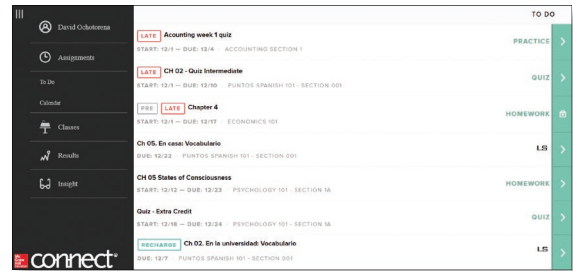 TO DO
David Ochotorena
Assignments
To Do
Calendar
Classes
Results
Insight
connect®
LATE Acounting week 1 quiz
START: 12/1 — DUE: 12/4 · ACCOUNTING SECTION 1
PRACTICE
LATE CH 02 - Quiz Intermediate
START: 12/1 — DUE: 12/10 · PUNTOS SPANISH 101 - SECTION 001
QUIZ
PRE LATE Chapter 4
START: 12/1 — DUE: 12/17 · ECONOMICS 101
HOMEWORK
Ch 05. En casa: Vocabulario
DUE: 12/22 · PUNTOS SPANISH 101 - SECTION 001
LS
CH 05 States of Consciousness
START: 12/12 — DUE: 12/23 · PSYCHOLOGY 101 - SECTION 1A
HOMEWORK
Quiz - Extra Credit
START: 12/18 — DUE: 12/24 · PSYCHOLOGY 101 - SECTION 1A
QUIZ
RECHARGE Ch 02. En la universidad: Vocabulario
DUE: 12/7 · PUNTOS SPANISH 101 - SECTION 001
LS